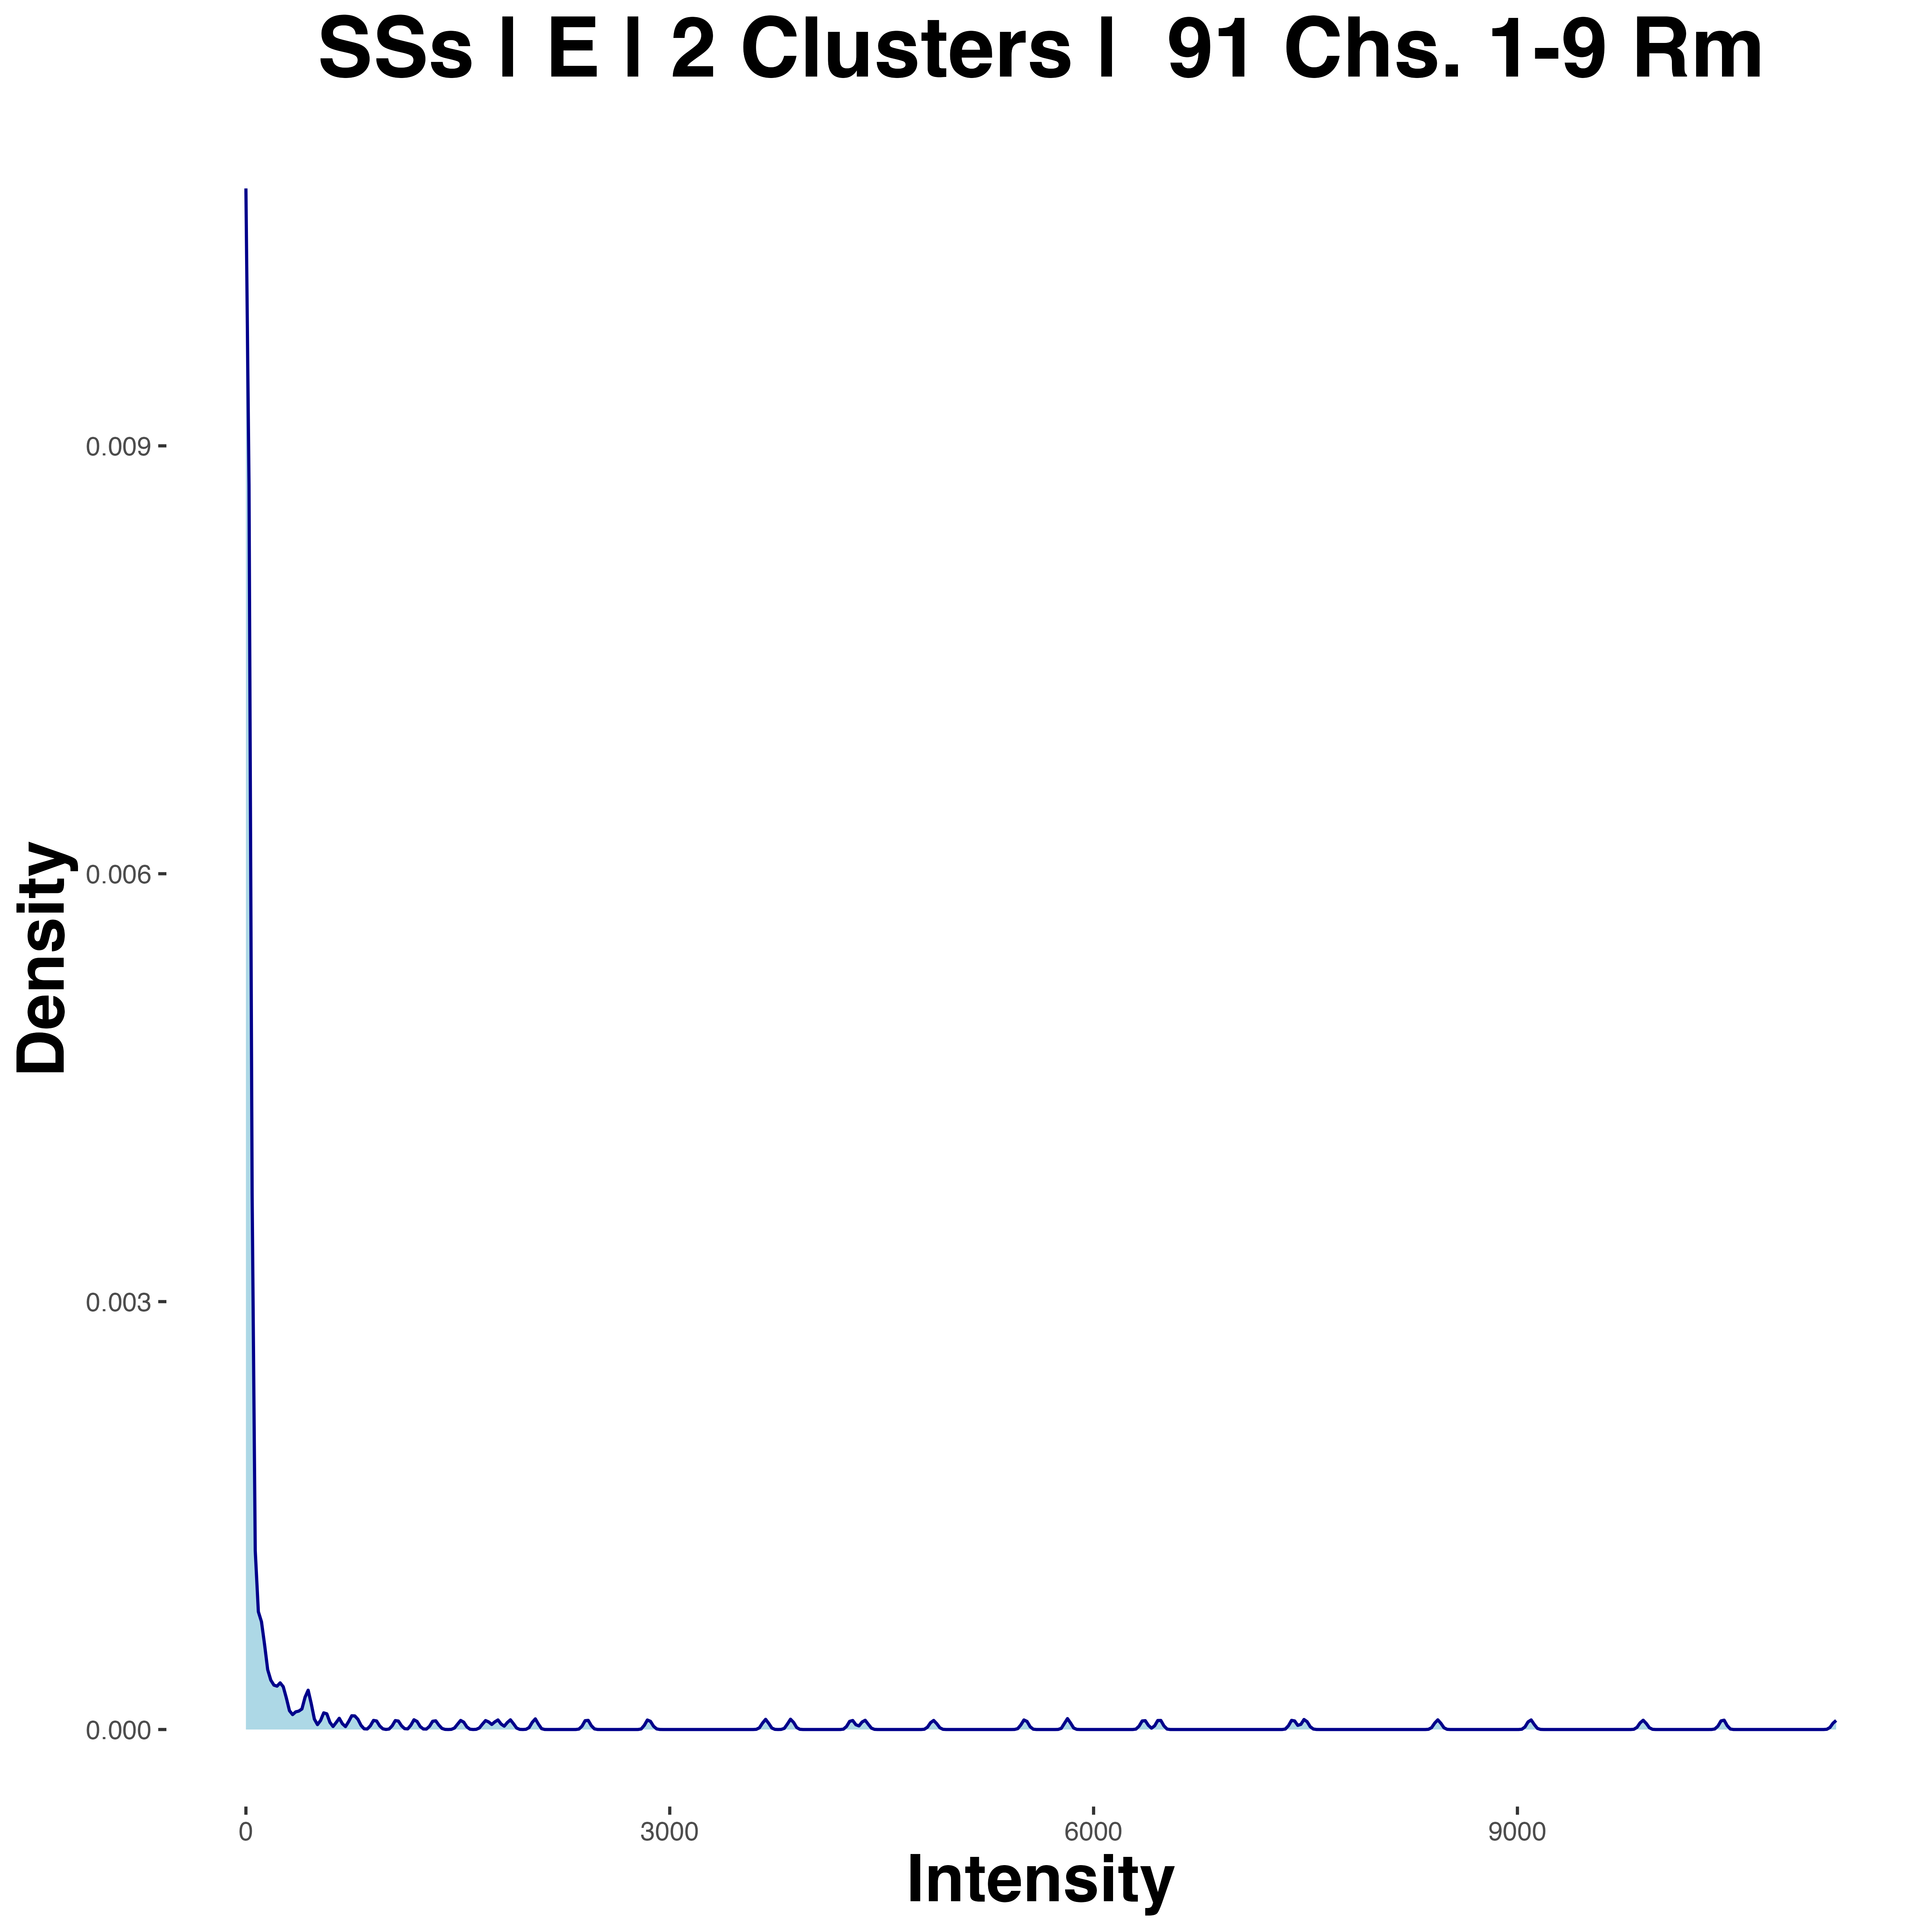 SSs | E | 2 Clusters |  91 Chs. 1-9 Rm
0.009
0.006
0.003
0.000
Density
0
3000
6000
9000
Intensity